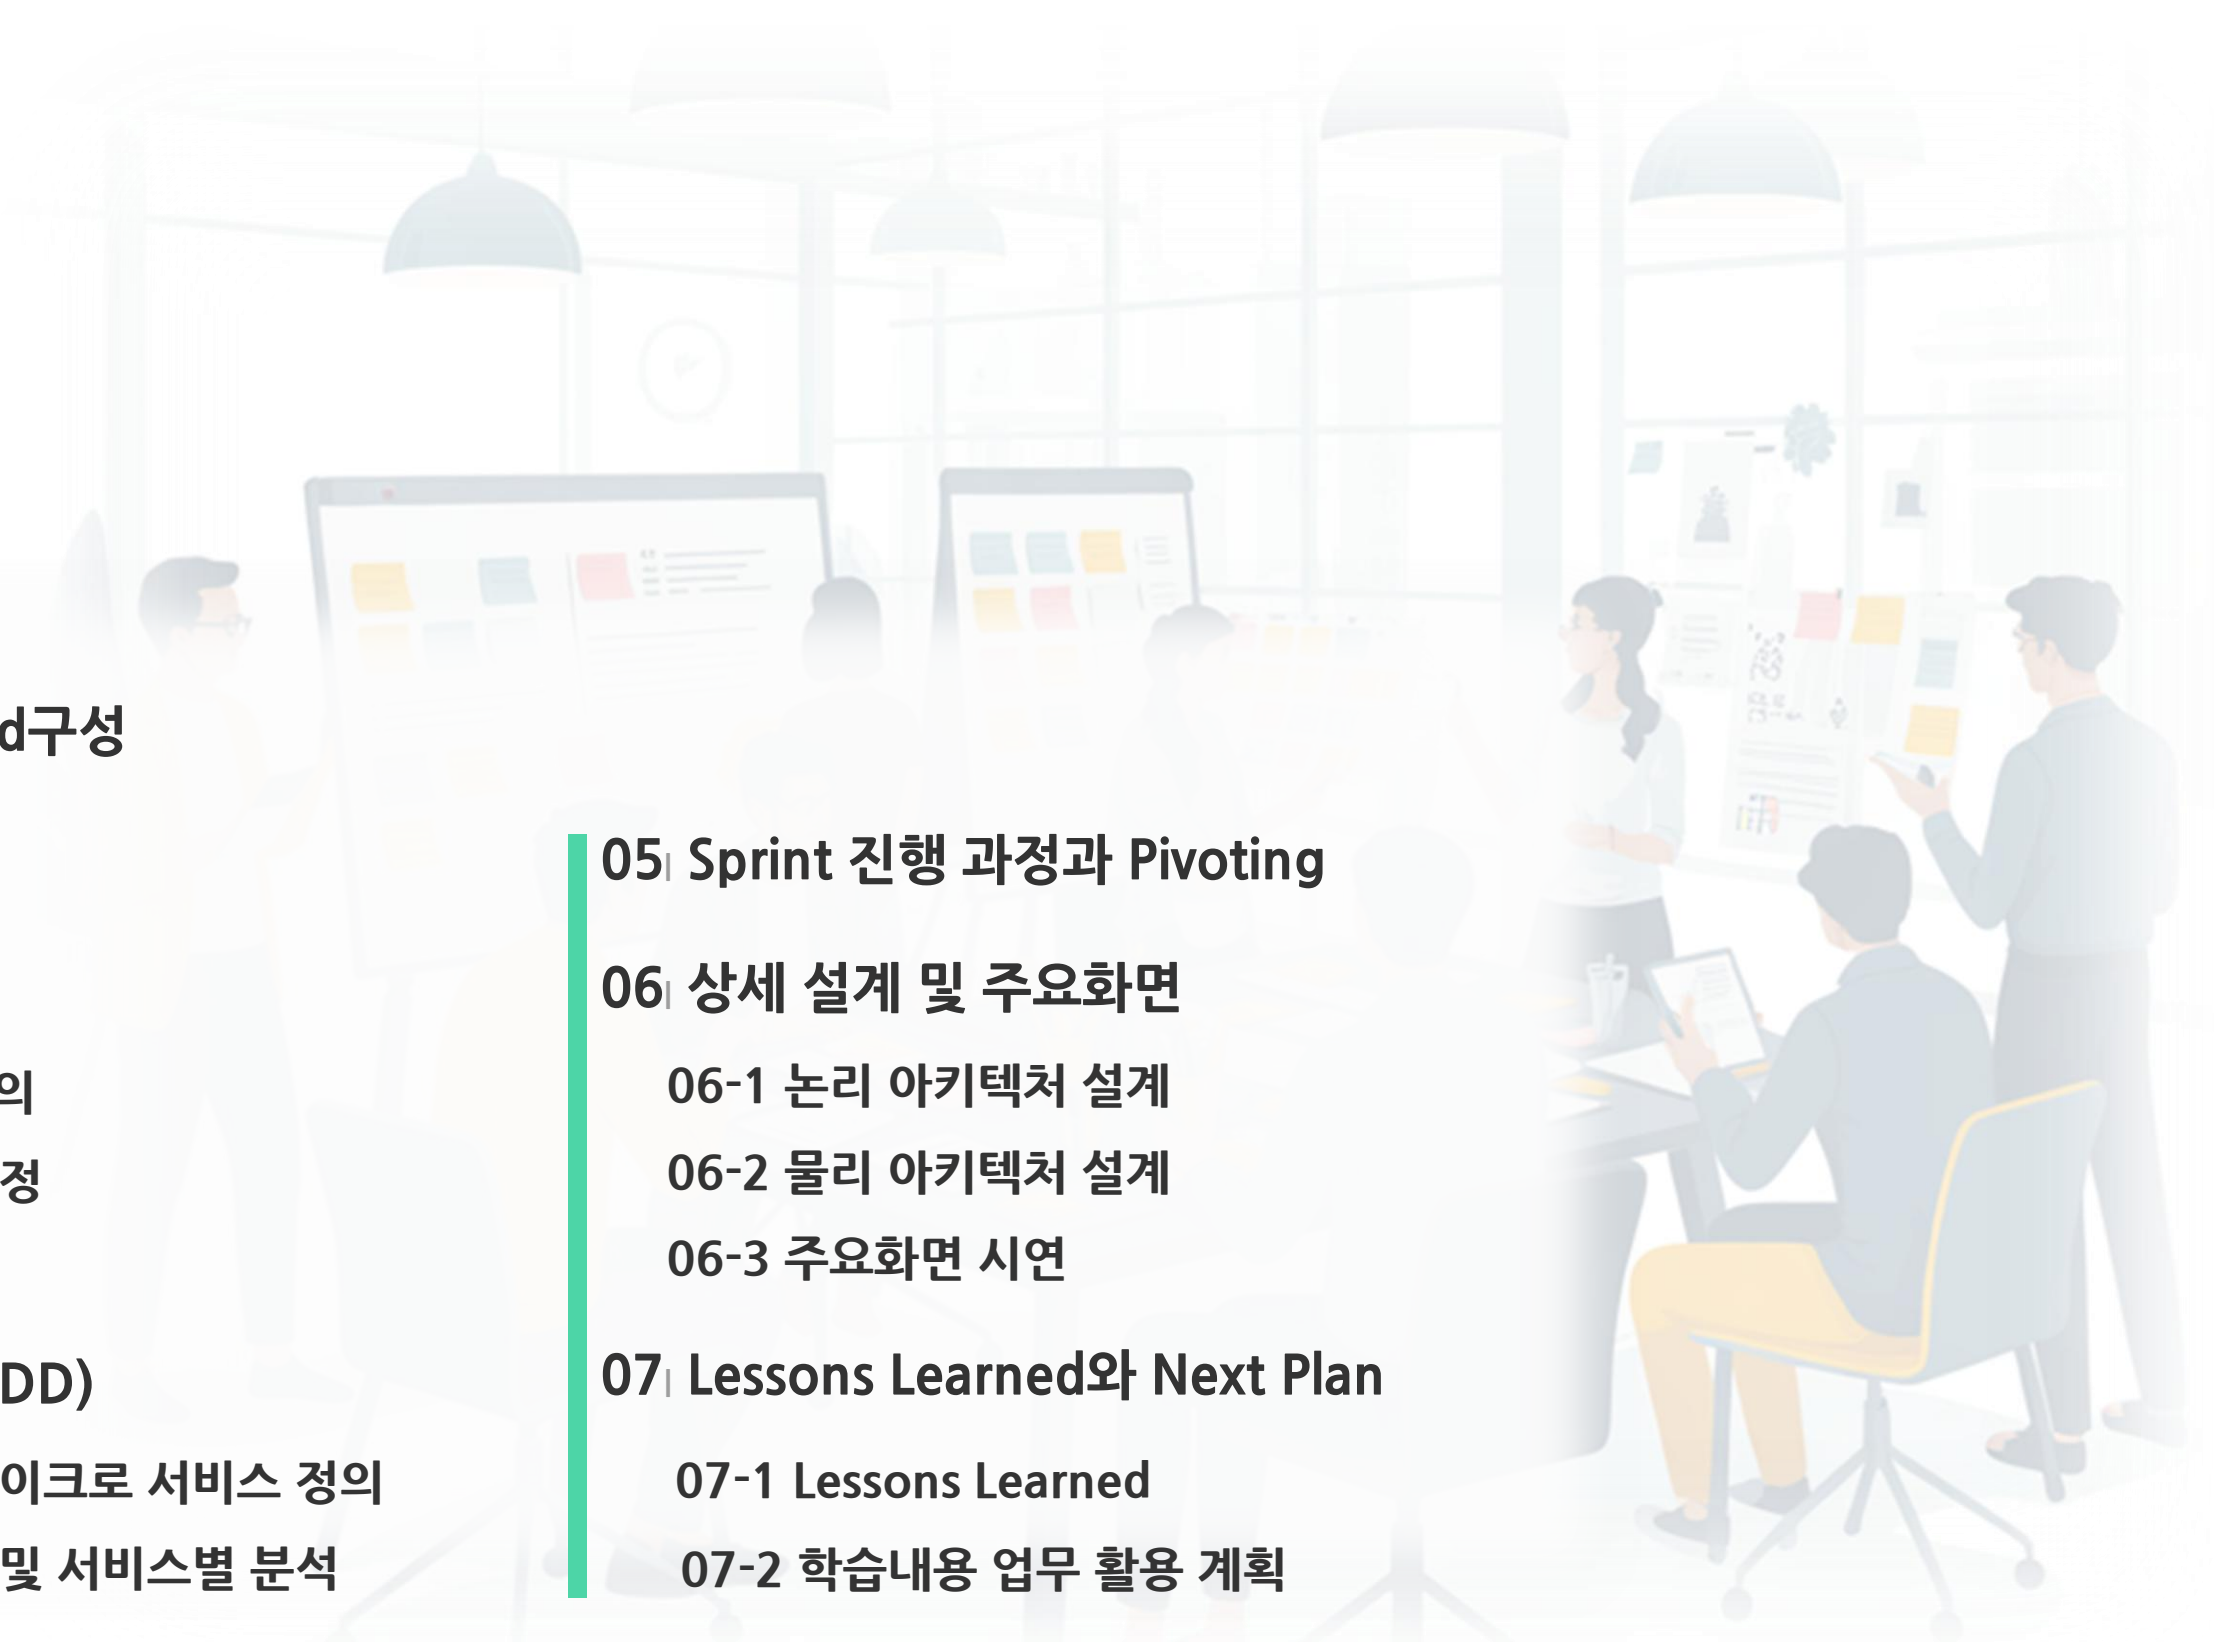 d구성
의
정
DD)
이크로 서비스 정의
및 서비스별 분석
05| Sprint 진행 과정과 Pivoting
06| 상세 설계 및 주요화면
06-1 논리 아키텍처 설계
06-2 물리 아키텍처 설계
06-3 주요화면 시연
07| Lessons Learned와 Next Plan
07-1 Lessons Learned
07-2 학습내용 업무 활용 계획